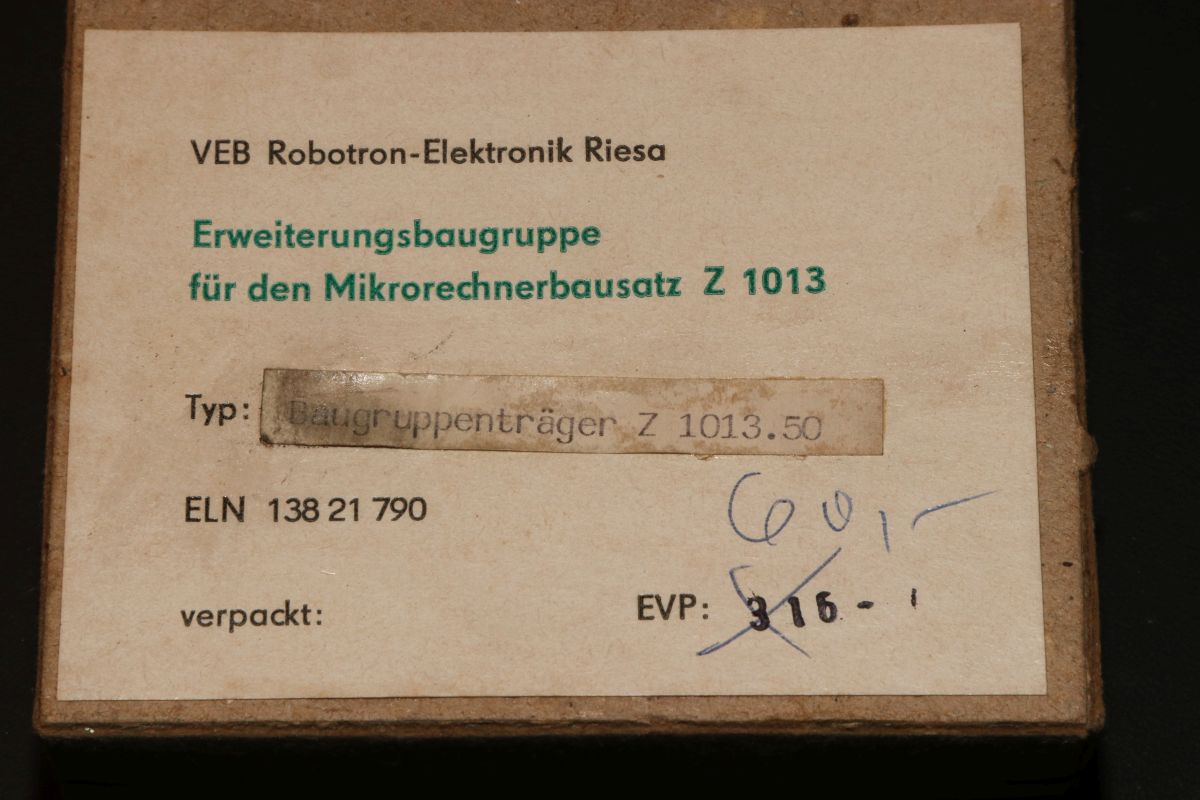 VEB Robotron-Elektronik Riesa
Erweiterungsbaugruppe
für den Mikrorechnerbausatz Z 1013
Typ: Baugruppenträger Z 1013.50
ELN 138 21 790
60,-
verpackt: EVP: 316-